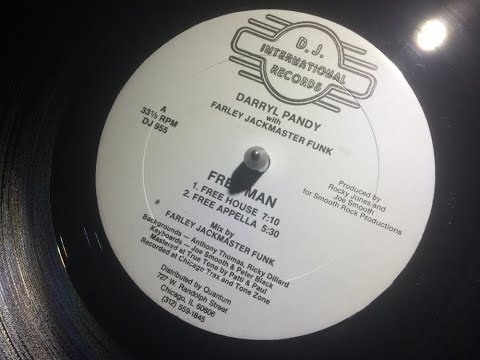 D.J.
INTERNATIONAL
RECORDS
DARRYL PANDY
with
FARLEY JACKMASTER FUNK
A
33⅓ RPM
DJ 955
Produced by
Rocky Jones and
Joe Smooth
for Smooth Rock Productions
MAN
1. FREE HOUSE 7:10
2. FREE APPELLA 5:30
Mix by
FARLEY JACKMASTER FUNK
Backgrounds — Anthony Thomas, Ricky Dillard
Keyboards — Joe Smooth & Peter Black
Mastered at True Tone by Patti & Paul
Recorded at Chicago Trax and Tone Zone
Distributed by Quantum
727 W. Randolph Street
Chicago, IL 60606
(312) 559-1845